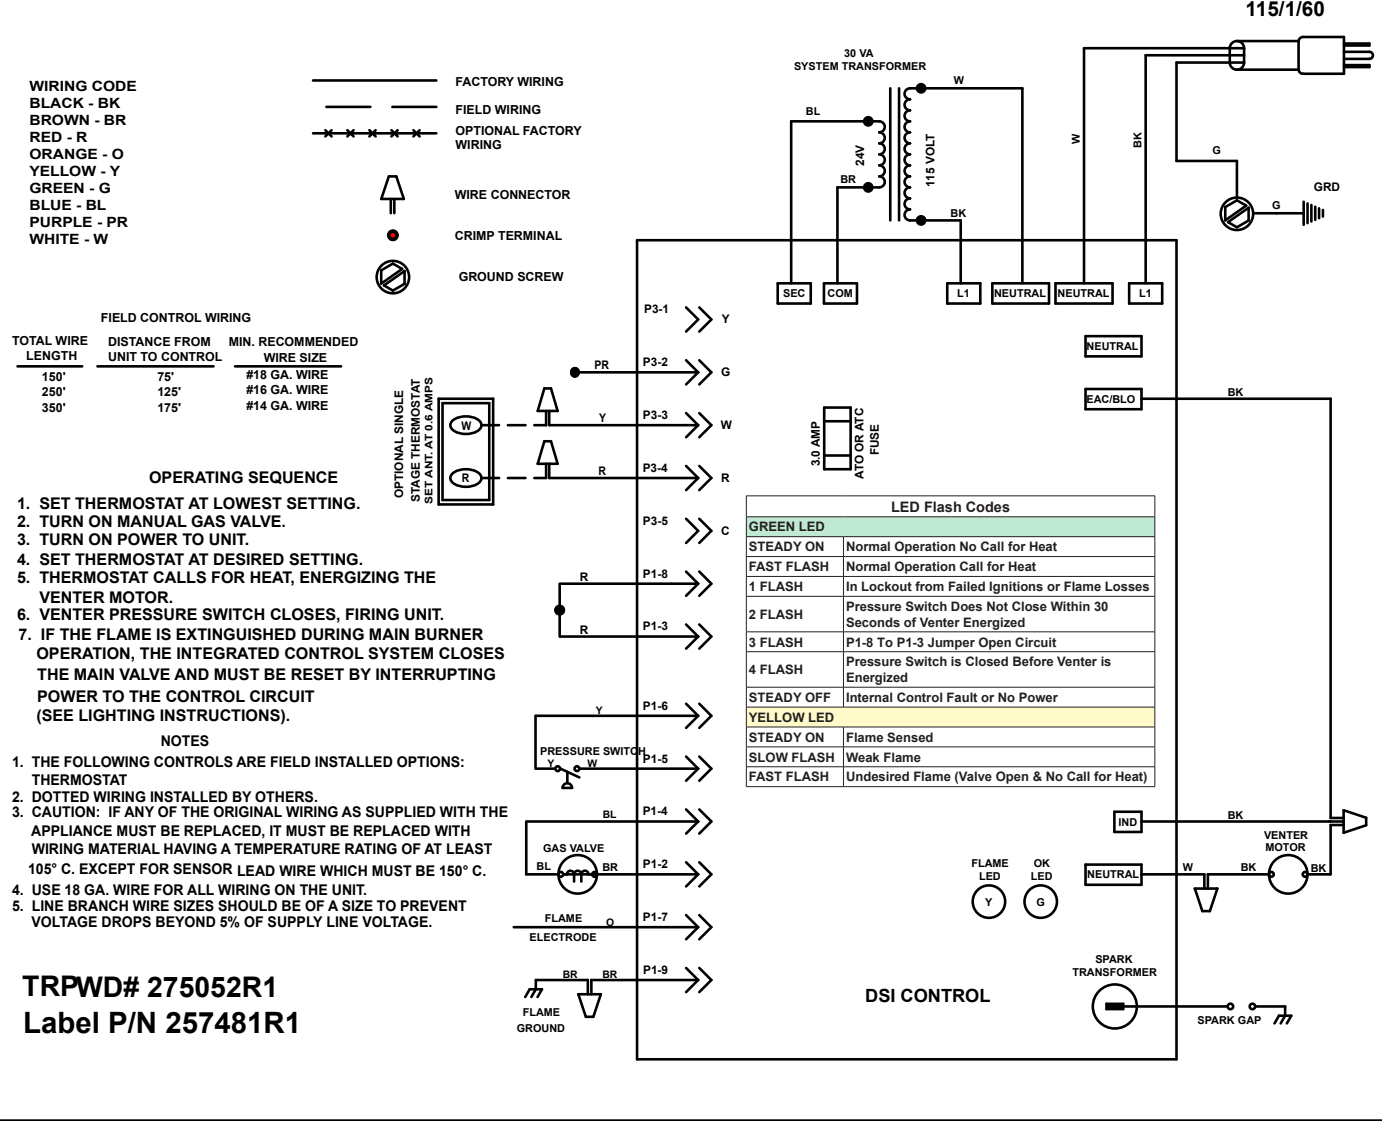 115/1/60
WIRING CODE
BLACK - BK
BROWN - BR
RED - R
ORANGE - O
YELLOW - Y
GREEN - G
BLUE - BL
PURPLE - PR
WHITE - W
FACTORY WIRING
FIELD WIRING
OPTIONAL FACTORY
WIRING
WIRE CONNECTOR
CRIMP TERMINAL
GROUND SCREW
30 VA
SYSTEM TRANSFORMER
BL
BR
24V
115 VOLT
W
BK
W
BK
G
G
GRD
SEC
COM
L1
NEUTRAL
NEUTRAL
L1
NEUTRAL
EAC/BLO
BK
FIELD CONTROL WIRING
TOTAL WIRE DISTANCE FROM MIN. RECOMMENDED
LENGTH UNIT TO CONTROL WIRE SIZE
150' 75' #18 GA. WIRE
250' 125' #16 GA. WIRE
350' 175' #14 GA. WIRE
OPTIONAL SINGLE
STAGE THERMOSTAT
SET ANT. AT 0.6 AMPS
W
R
P3-1 Y
PR P3-2 G
Y P3-3 W
R P3-4 R
P3-5 C
R P1-8
R P1-3
Y P1-6
PRESSURE SWITCH
Y W P1-5
BL P1-4
GAS VALVE
BL BR P1-2
FLAME O P1-7
ELECTRODE
BR BR P1-9
FLAME
GROUND
3.0 AMP
ATO OR ATC
FUSE
OPERATING SEQUENCE
1. SET THERMOSTAT AT LOWEST SETTING.
2. TURN ON MANUAL GAS VALVE.
3. TURN ON POWER TO UNIT.
4. SET THERMOSTAT AT DESIRED SETTING.
5. THERMOSTAT CALLS FOR HEAT, ENERGIZING THE
VENTER MOTOR.
6. VENTER PRESSURE SWITCH CLOSES, FIRING UNIT.
7. IF THE FLAME IS EXTINGUISHED DURING MAIN BURNER
OPERATION, THE INTEGRATED CONTROL SYSTEM CLOSES
THE MAIN VALVE AND MUST BE RESET BY INTERRUPTING
POWER TO THE CONTROL CIRCUIT
(SEE LIGHTING INSTRUCTIONS).
NOTES
1. THE FOLLOWING CONTROLS ARE FIELD INSTALLED OPTIONS:
THERMOSTAT
2. DOTTED WIRING INSTALLED BY OTHERS.
3. CAUTION: IF ANY OF THE ORIGINAL WIRING AS SUPPLIED WITH THE
APPLIANCE MUST BE REPLACED, IT MUST BE REPLACED WITH
WIRING MATERIAL HAVING A TEMPERATURE RATING OF AT LEAST
105° C. EXCEPT FOR SENSOR LEAD WIRE WHICH MUST BE 150° C.
4. USE 18 GA. WIRE FOR ALL WIRING ON THE UNIT.
5. LINE BRANCH WIRE SIZES SHOULD BE OF A SIZE TO PREVENT
VOLTAGE DROPS BEYOND 5% OF SUPPLY LINE VOLTAGE.
LED Flash Codes
GREEN LED
STEADY ON Normal Operation No Call for Heat
FAST FLASH Normal Operation Call for Heat
1 FLASH In Lockout from Failed Ignitions or Flame Losses
2 FLASH Pressure Switch Does Not Close Within 30
Seconds of Venter Energized
3 FLASH P1-8 To P1-3 Jumper Open Circuit
4 FLASH Pressure Switch is Closed Before Venter is
Energized
STEADY OFF Internal Control Fault or No Power
YELLOW LED
STEADY ON Flame Sensed
SLOW FLASH Weak Flame
FAST FLASH Undesired Flame (Valve Open & No Call for Heat)
IND
BK
VENTER
MOTOR
FLAME
LED
Y
OK
LED
G
NEUTRAL
W
BK
BK
SPARK
TRANSFORMER
SPARK GAP
DSI CONTROL
TRPWD# 275052R1
Label P/N 257481R1